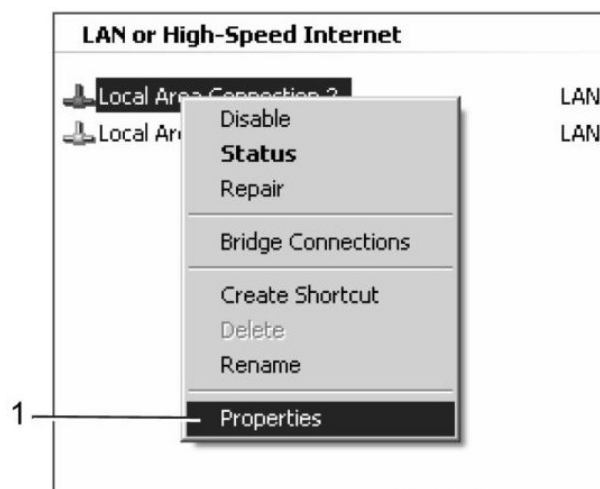 LAN or High-Speed Internet
Local Area Connection 2 LAN
Local Are LAN
Disable
Status
Repair
Bridge Connections
Create Shortcut
Delete
Rename
1 Properties